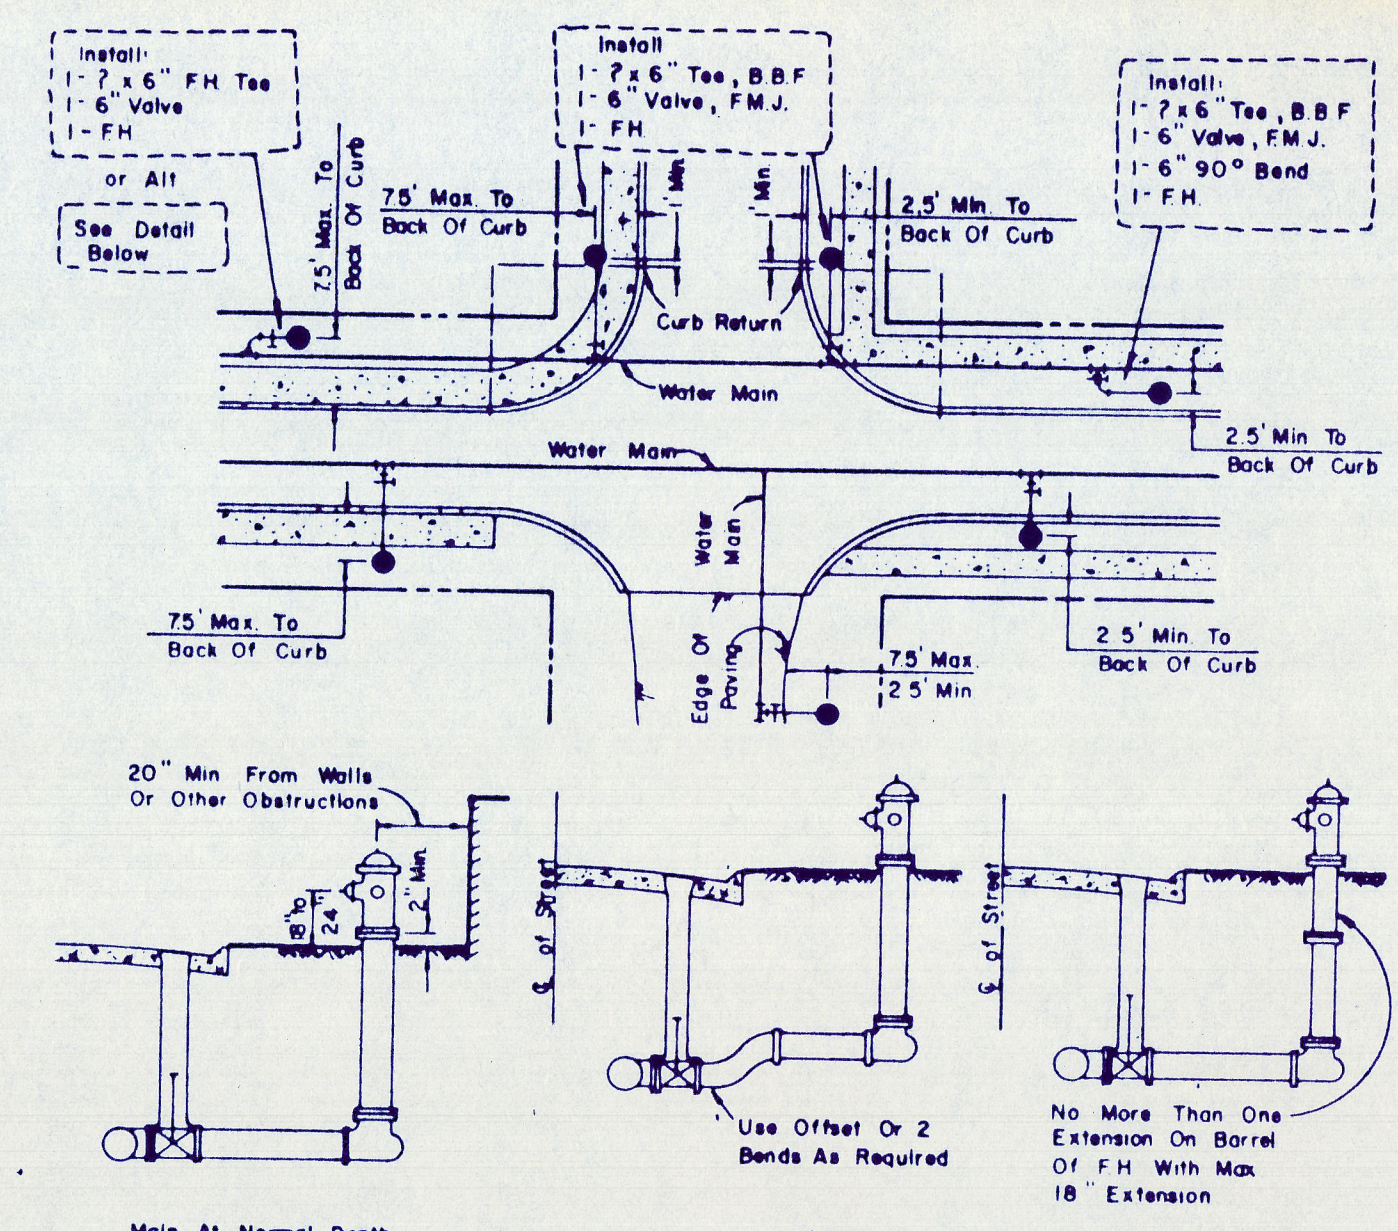 Install:
1- ? x 6" F.H. Tee
1- 6" Valve
1- F.H.
or Alt
See Detail
Below
7.5' Max. To
Back Of Curb
7.5' Max. To
Back Of Curb
Install
1- ? x 6" Tee, B.B.F
1- 6" Valve, F.M.J.
1- F.H.
1' Min.
1' Min.
2.5' Min. To
Back Of Curb
Install:
1- ? x 6" Tee, B.B.F
1- 6" Valve, F.M.J.
1- 6" 90° Bend
1- F.H.
Curb Return
Water Main
Water Main
2.5' Min To
Back Of Curb
Water
Main
7.5' Max. To
Back Of Curb
Edge Of
Paving
7.5' Max.
2.5' Min
2.5' Min. To
Back Of Curb
20" Min From Walls
Or Other Obstructions
18" to
24"
2" Min.
℄ of Street
℄ of Street
Use Offset Or 2
Bends As Required
No More Than One
Extension On Barrel
Of F.H. With Max
18" Extension
Main At Normal Depth